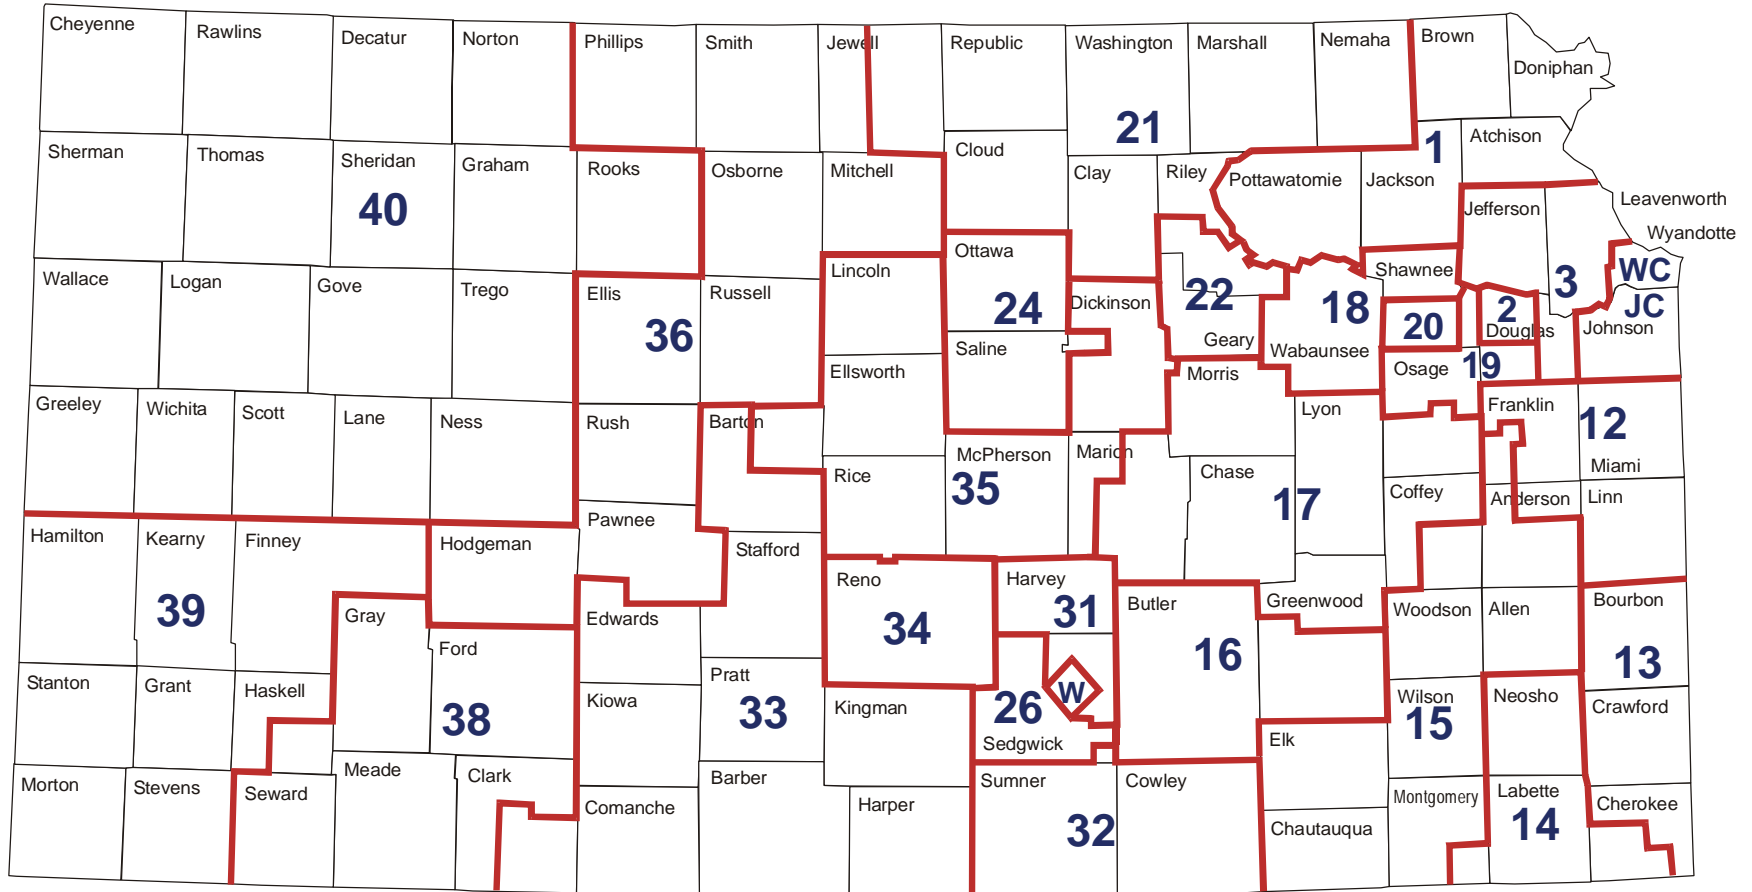 Cheyenne
Rawlins
Decatur
Norton
Phillips
Smith
Jewell
Republic
Washington
Marshall
Nemaha
Brown
Doniphan
21
1
Sherman
Thomas
Sheridan
Graham
Rooks
Osborne
Mitchell
Cloud
Clay
Riley
Pottawatomie
Jackson
Atchison
40
Jefferson
Leavenworth
Wyandotte
Wallace
Logan
Gove
Trego
Ellis
Russell
Lincoln
Ottawa
Dickinson
Shawnee
WC
3
JC
36
24
22
18
20
2
Douglas
Johnson
Geary
Wabaunsee
Saline
Ellsworth
Morris
Osage
19
Greeley
Wichita
Scott
Lane
Ness
Rush
Barton
Lyon
Franklin
12
Miami
Rice
McPherson
Marion
Chase
Coffey
Anderson
Linn
35
17
Hamilton
Kearny
Finney
Hodgeman
Pawnee
Stafford
Reno
Harvey
39
34
31
Gray
Edwards
Butler
Greenwood
Woodson
Allen
Bourbon
Ford
16
13
Stanton
Grant
Haskell
Kiowa
Pratt
Kingman
26
W
Sedgwick
Wilson
Neosho
Crawford
38
33
15
Elk
Morton
Stevens
Seward
Meade
Clark
Comanche
Barber
Harper
Sumner
Cowley
Chautauqua
Montgomery
Labette
Cherokee
32
14